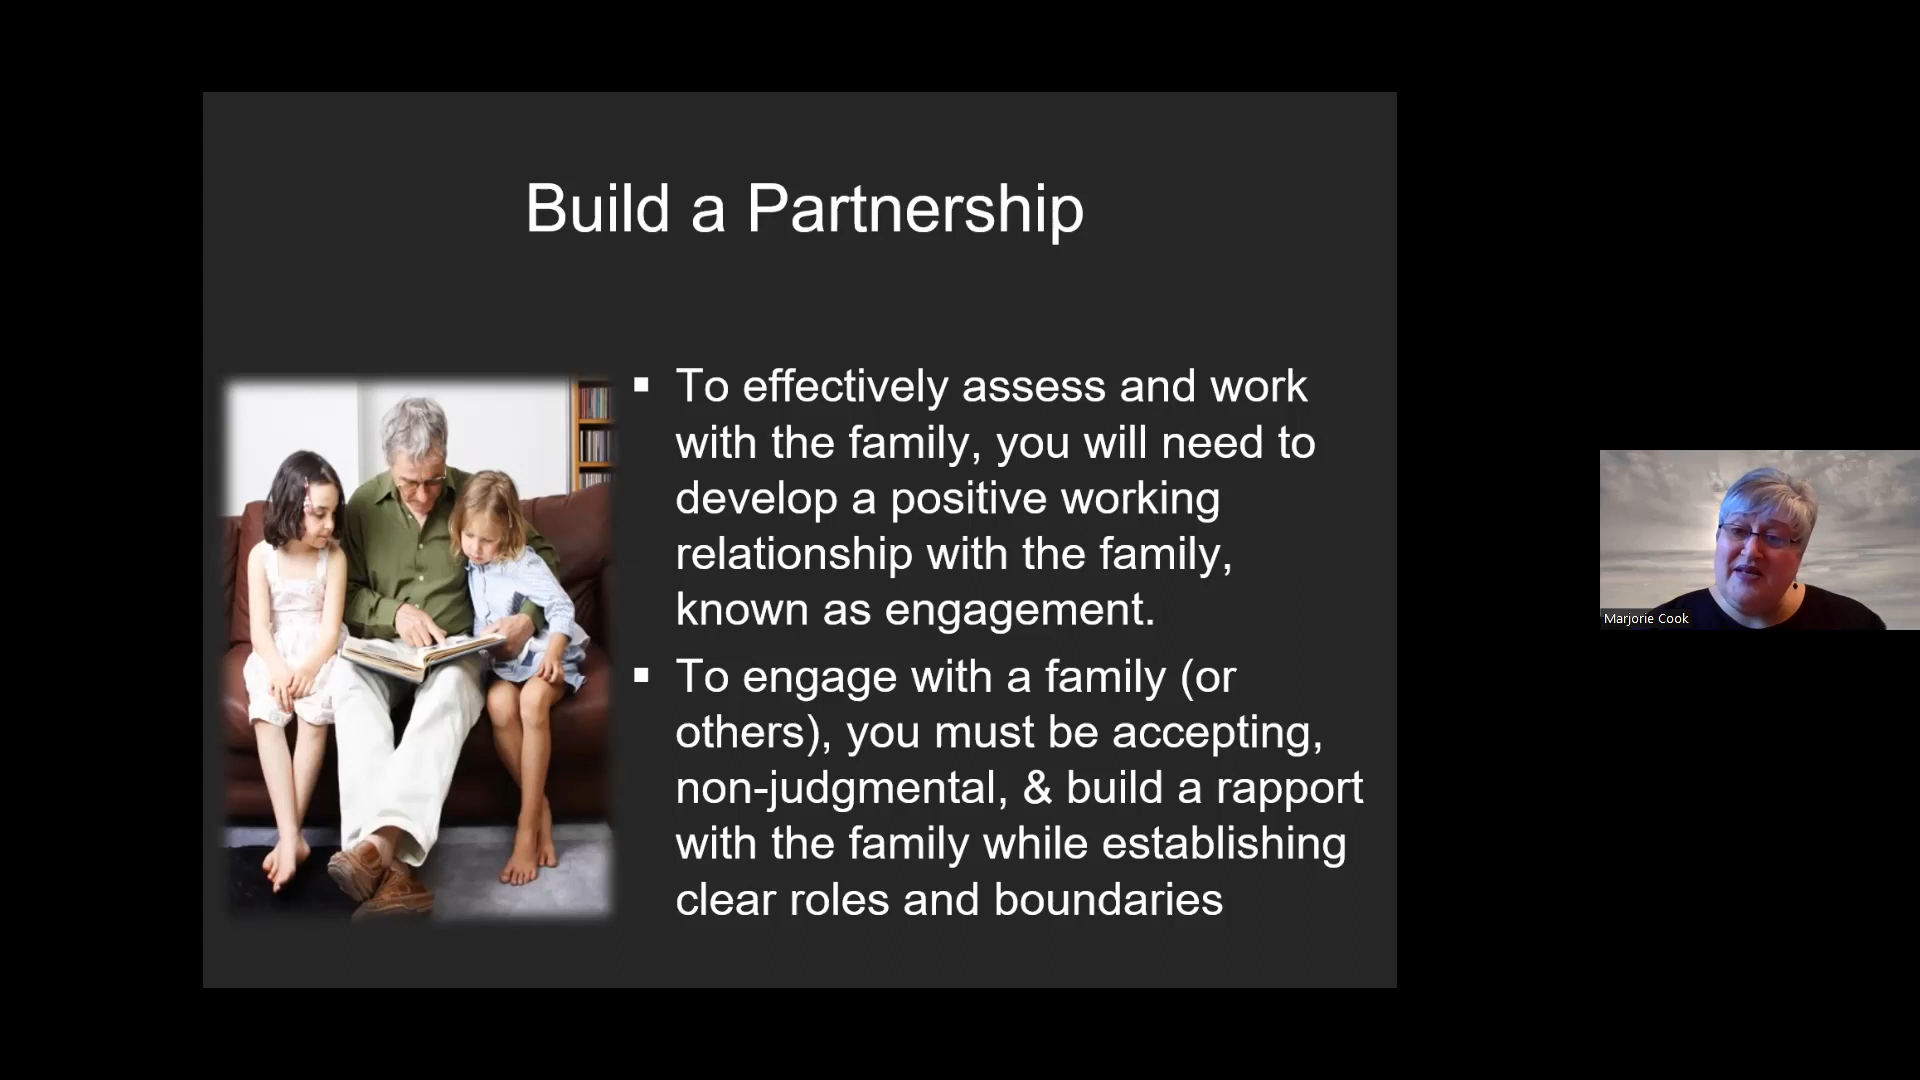 Build a Partnership
▪ To effectively assess and work
with the family, you will need to
develop a positive working
relationship with the family,
known as engagement.
▪ To engage with a family (or
others), you must be accepting,
non-judgmental, & build a rapport
with the family while establishing
clear roles and boundaries
Marjorie Cook